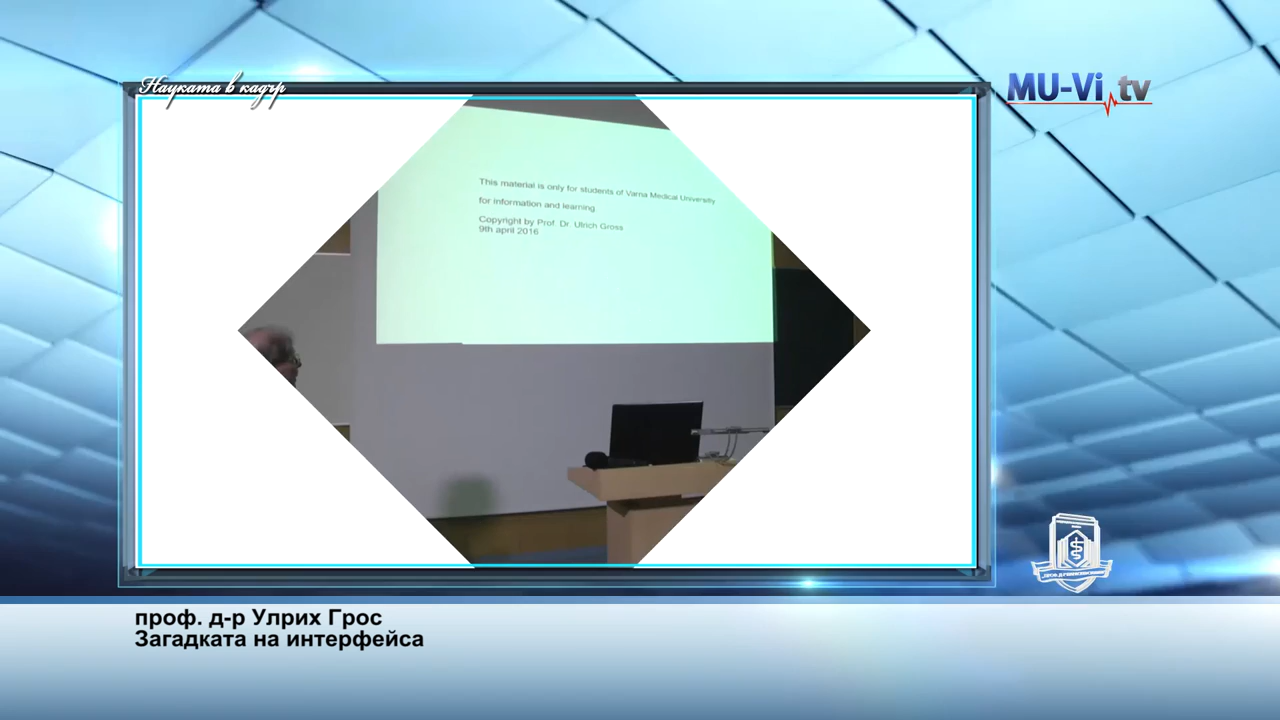 Науката в кадър
MU-Vi.tv
This material is only for students of Varna Medical University
for information and learning
Copyright by Prof. Dr. Ulrich Gross
9th april 2016
проф. д-р Улрих Грос
Загадката на интерфейса